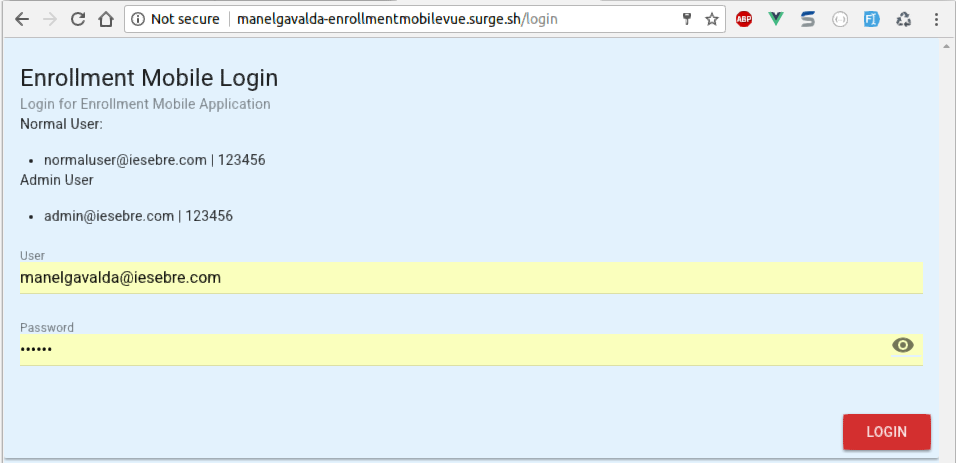 Not secure | manelgavalda-enrollmentmobilevue.surge.sh/login
ABP
FI
Enrollment Mobile Login
Login for Enrollment Mobile Application
Normal User:
• normaluser@iesebre.com | 123456
Admin User
• admin@iesebre.com | 123456
User
manelgavalda@iesebre.com
Password
••••••
LOGIN